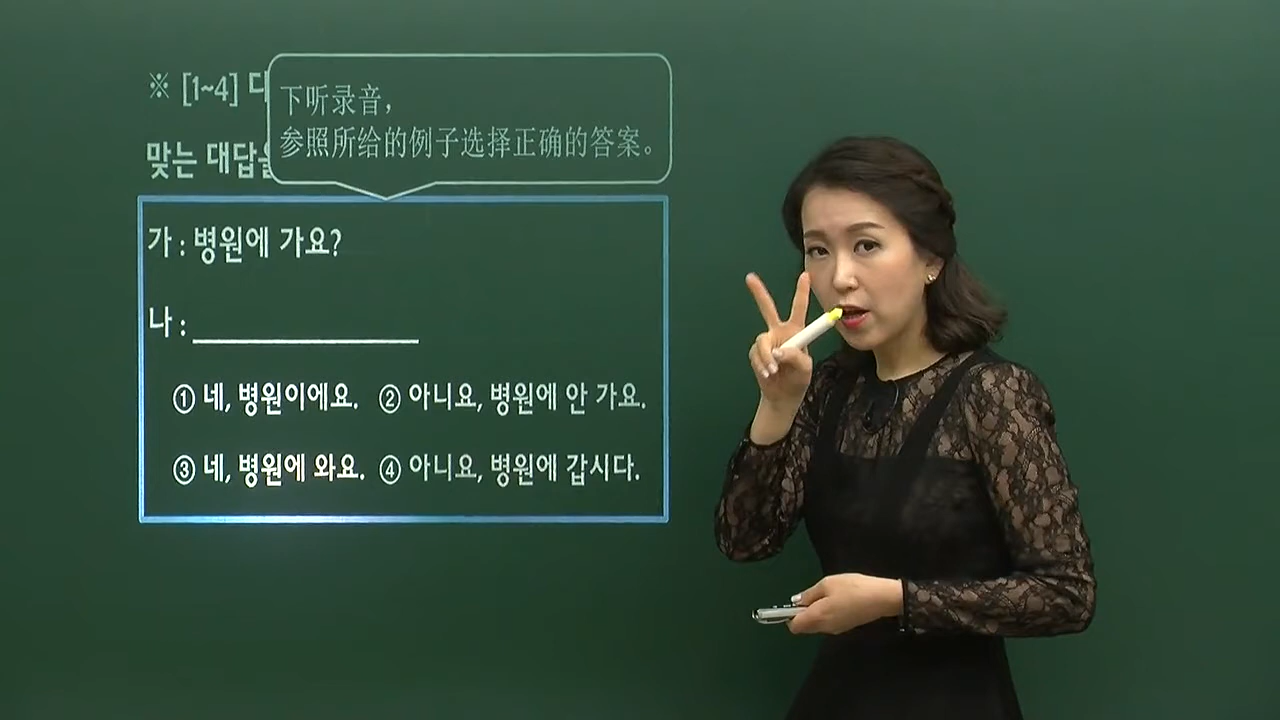 ※ [1~4] 다
下听录音，
参照所给的例子选择正确的答案。
맞는 대답을
가 : 병원에 가요?
나 : ____________
① 네, 병원이에요. ② 아니요, 병원에 안 가요.
③ 네, 병원에 와요. ④ 아니요, 병원에 갑시다.